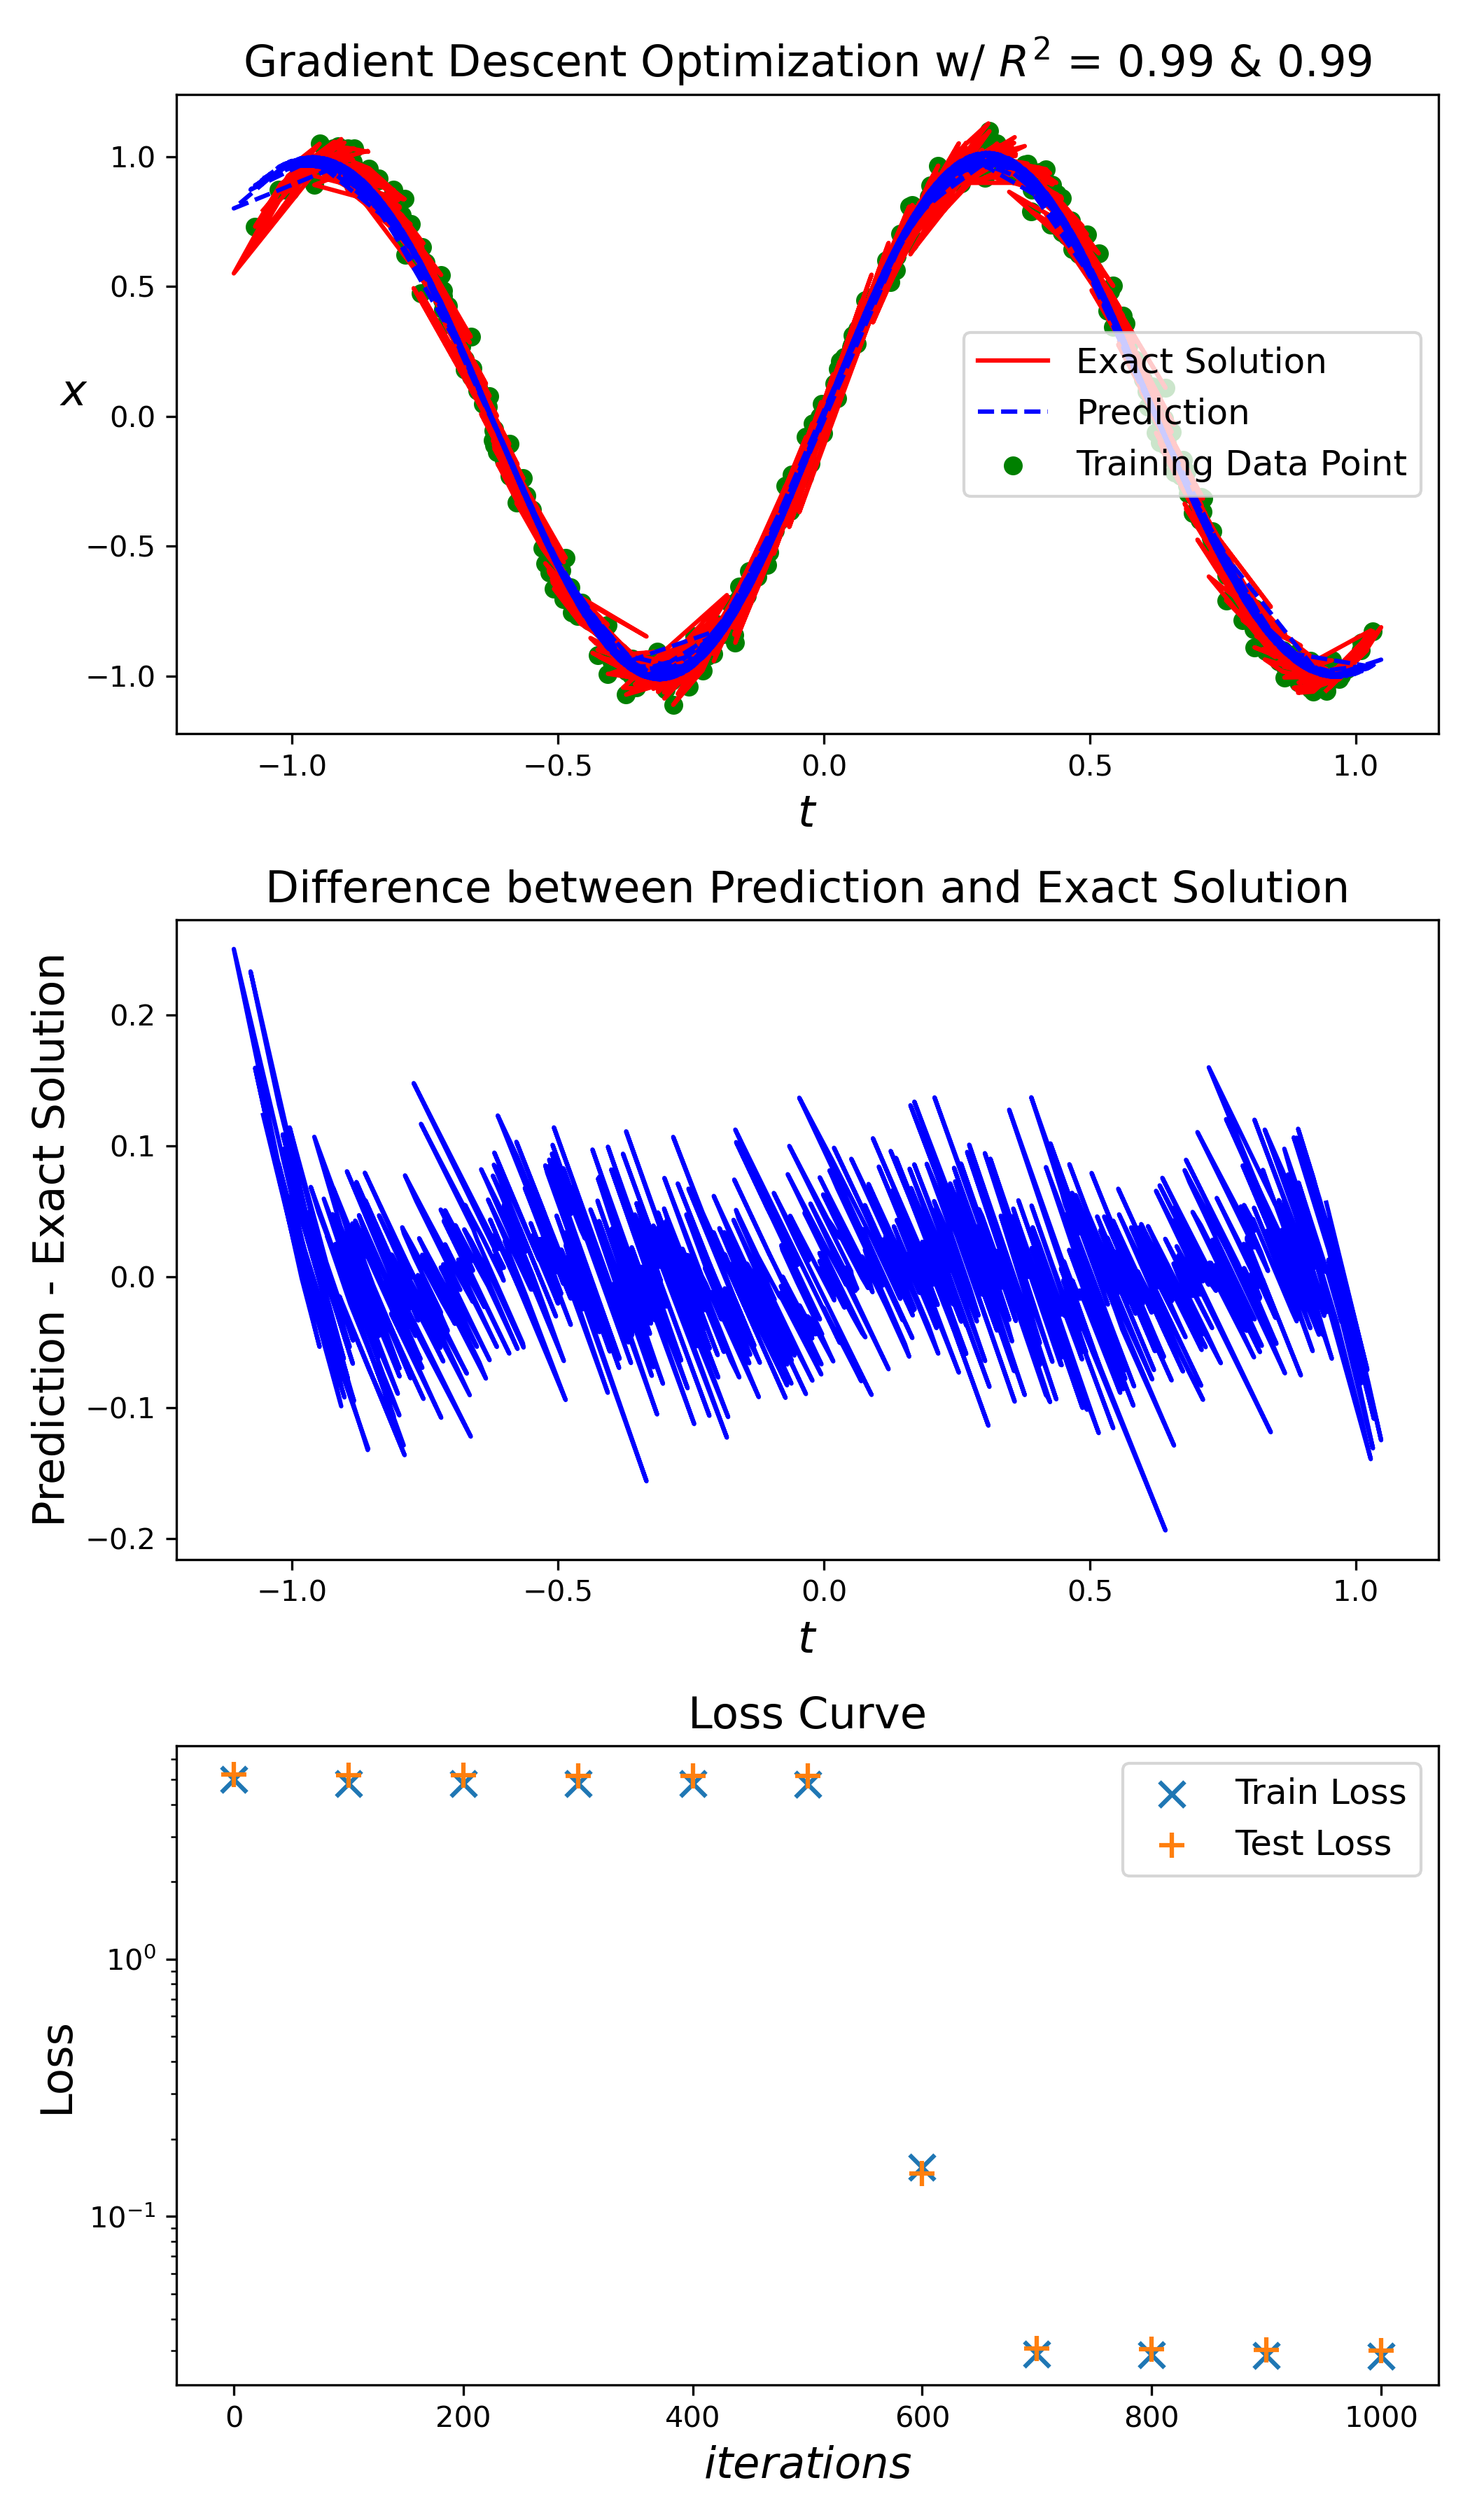 Gradient Descent Optimization w/ R² = 0.99 & 0.99
1.0
0.5
0.0
−0.5
−1.0
x
Exact Solution
Prediction
Training Data Point
−1.0 −0.5 0.0 0.5 1.0
t
Difference between Prediction and Exact Solution
Prediction - Exact Solution
0.2
0.1
0.0
−0.1
−0.2
−1.0 −0.5 0.0 0.5 1.0
t
Loss Curve
Train Loss
Test Loss
Loss
10⁰
10⁻¹
0 200 400 600 800 1000
iterations